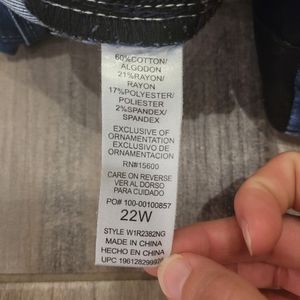 60%COTTON/
ALGODON
21%RAYON/
RAYON
17%POLYESTER/
POLIESTER
2%SPANDEX/
SPANDEX
EXCLUSIVE OF
ORNAMENTATION
EXCLUSIVO DE
ORNAMENTACION
RN#15600
CARE ON REVERSE
VER AL DORSO
PARA CUIDADO
PO# 100-00100857
22W
STYLE W1R2382NG
MADE IN CHINA
HECHO EN CHINA
UPC